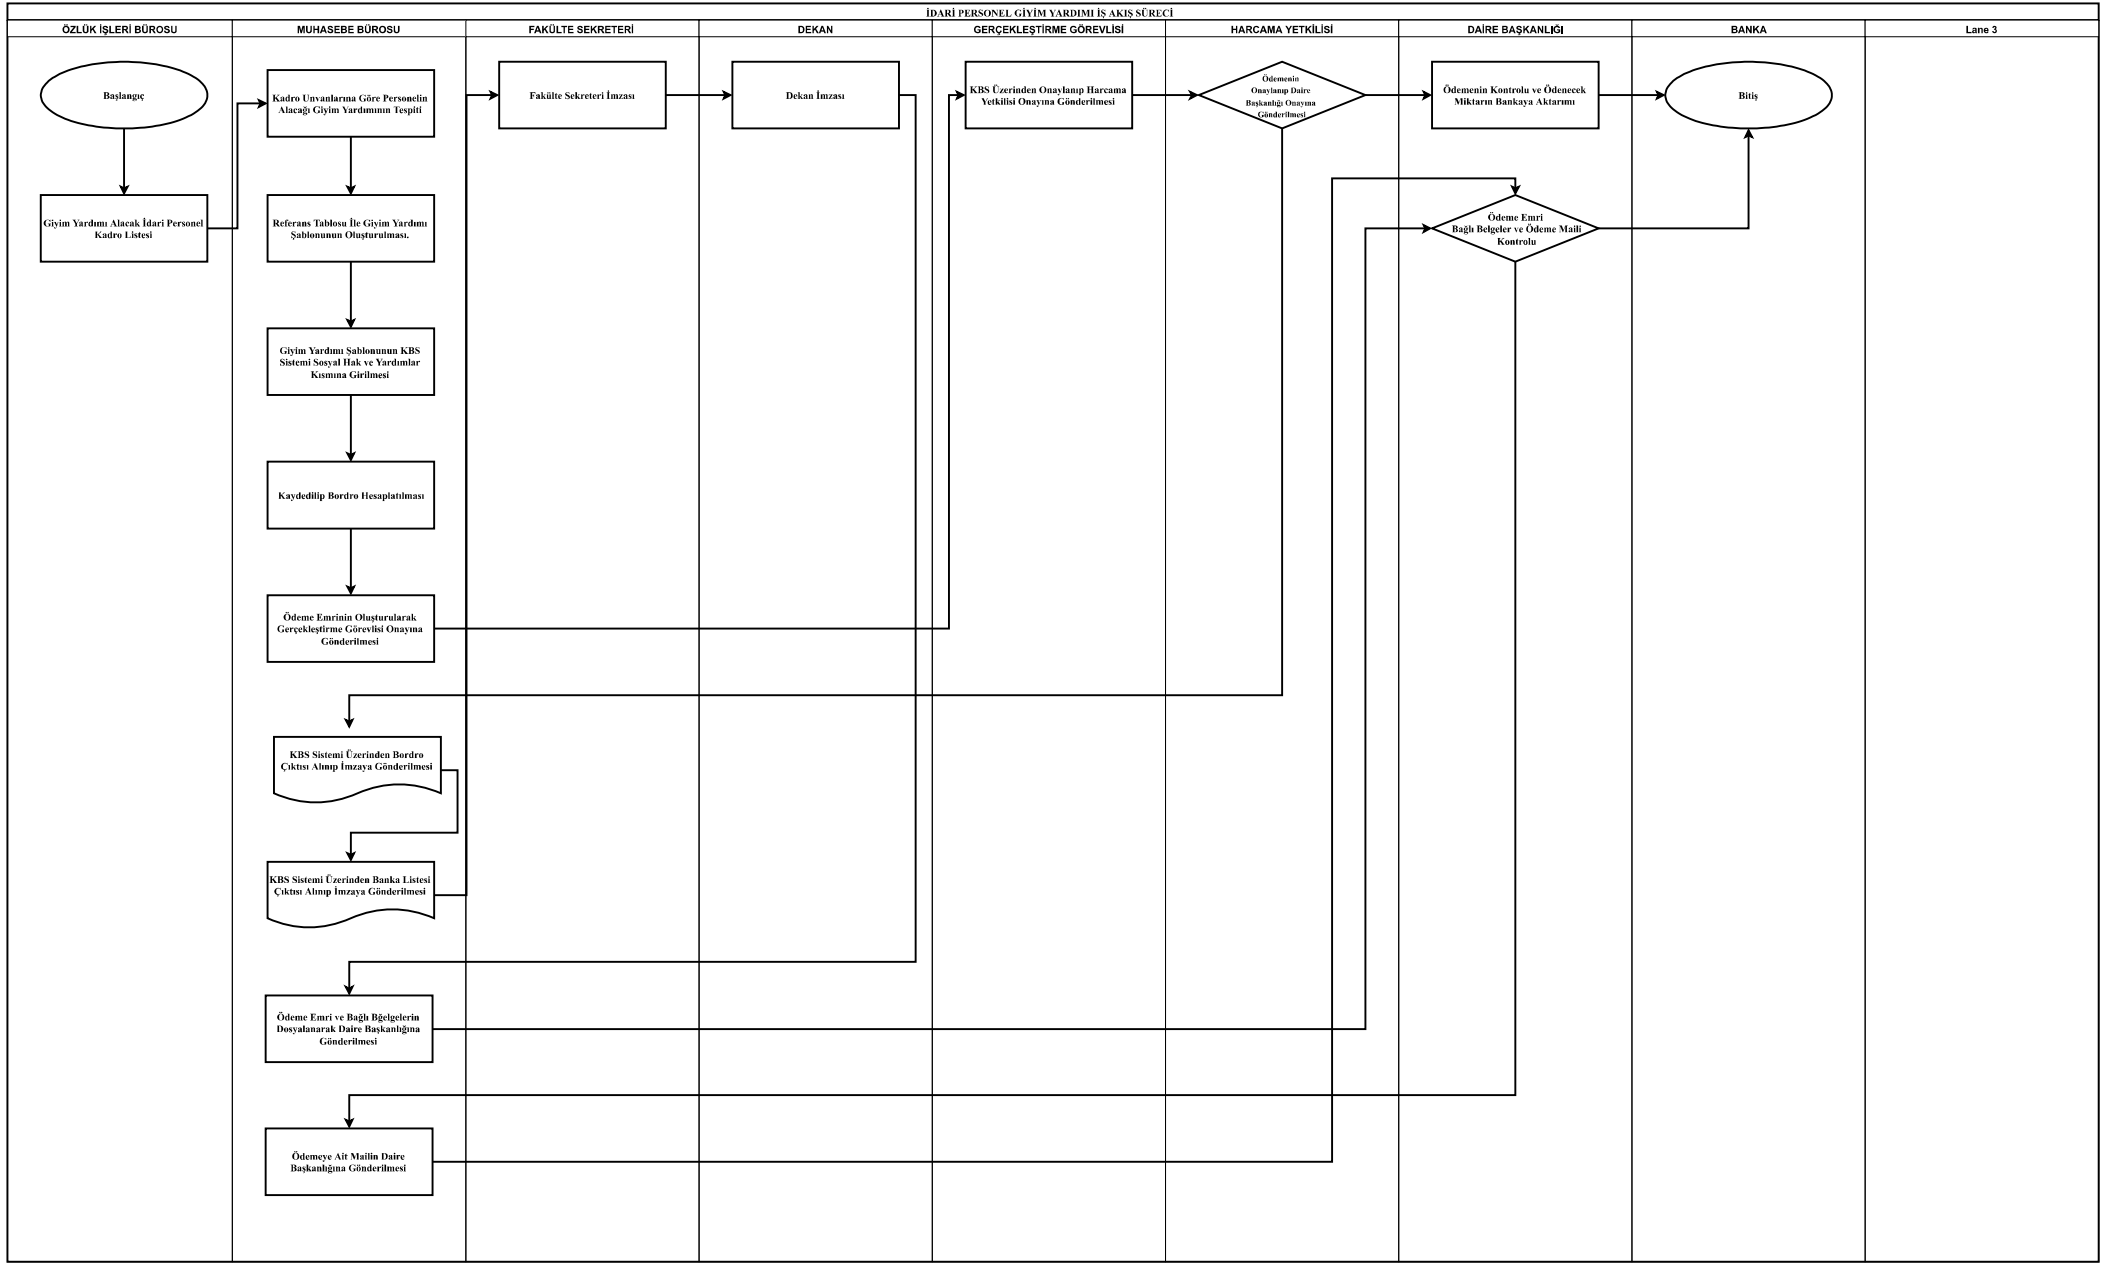 İDARİ PERSONEL GİYİM YARDIMI İŞ AKIŞ SÜRECİ
ÖZLÜK İŞLERİ BÜROSU
MUHASEBE BÜROSU
FAKÜLTE SEKRETERİ
DEKAN
GERÇEKLEŞTİRME GÖREVLİSİ
HARCAMA YETKİLİSİ
DAİRE BAŞKANLIĞI
BANKA
Lane 3
Başlangıç
Giyim Yardımı Alacak İdari Personel
Kadro Listesi
Kadro Unvanlarına Göre Personelin
Alacağı Giyim Yardımının Tespiti
Referans Tablosu İle Giyim Yardımı
Şablonunun Oluşturulması.
Giyim Yardımı Şablonunun KBS
Sistemi Sosyal Hak ve Yardımlar
Kısmına Girilmesi
Kaydedilip Bordro Hesaplatılması
Ödeme Emrinin Oluşturularak
Gerçekleştirme Görevlisi Onayına
Gönderilmesi
KBS Sistemi Üzerinden Bordro
Çıktısı Alınıp İmzaya Gönderilmesi
KBS Sistemi Üzerinden Banka Listesi
Çıktısı Alınıp İmzaya Gönderilmesi
Ödeme Emri ve Bağlı Bğelgelerin
Dosyalanarak Daire Başkanlığına
Gönderilmesi
Ödemeye Ait Mailin Daire
Başkanlığına Gönderilmesi
Fakülte Sekreteri İmzası
Dekan İmzası
KBS Üzerinden Onaylanıp Harcama
Yetkilisi Onayına Gönderilmesi
Ödemenin
Onaylanıp Daire
Başkanlığı Onayına
Gönderilmesi
Ödemenin Kontrolu ve Ödenecek
Miktarın Bankaya Aktarımı
Ödeme Emri
Bağlı Belgeler ve Ödeme Maili
Kontrolu
Bitiş